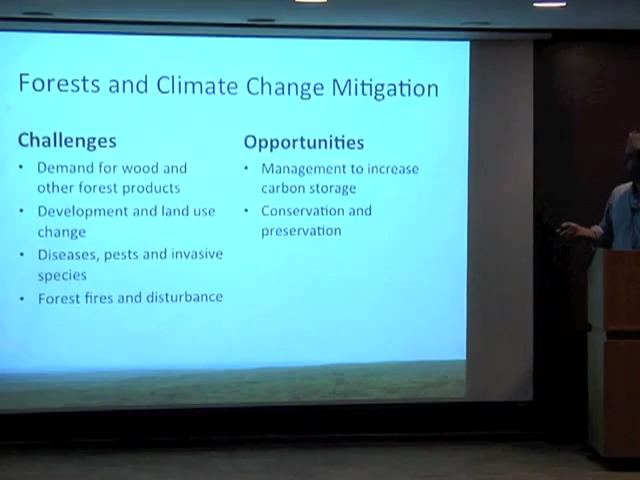 Forests and Climate Change Mitigation
Challenges
• Demand for wood and
other forest products
• Development and land use
change
• Diseases, pests and invasive
species
• Forest fires and disturbance
Opportunities
• Management to increase
carbon storage
• Conservation and
preservation